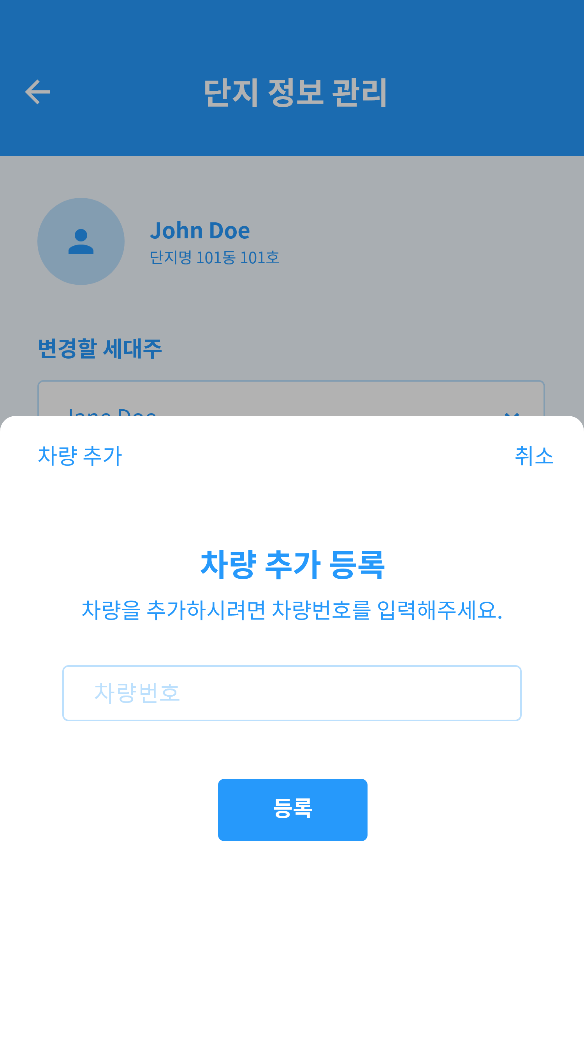 단지 정보 관리
John Doe
단지명 101동 101호
변경할 세대주
Jane Doe
차량 추가
취소
차량 추가 등록
차량을 추가하시려면 차량번호를 입력해주세요.
차량번호
등록